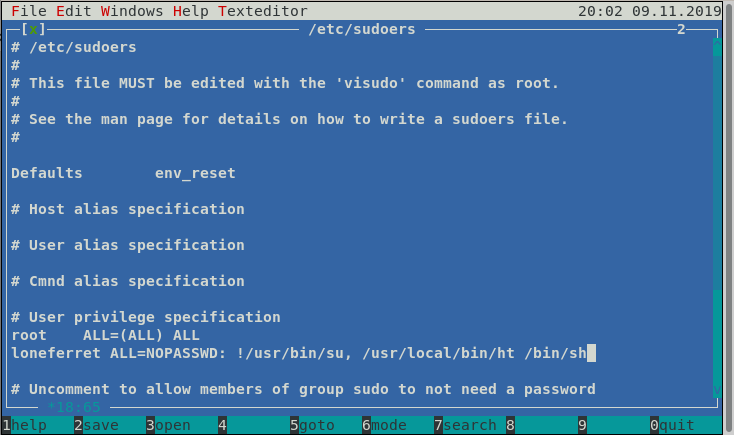 File Edit Windows Help Texteditor 20:02 09.11.2019
[x] /etc/sudoers 2
# /etc/sudoers
#
# This file MUST be edited with the 'visudo' command as root.
#
# See the man page for details on how to write a sudoers file.
#
Defaults env_reset
# Host alias specification
# User alias specification
# Cmnd alias specification
# User privilege specification
root ALL=(ALL) ALL
loneferret ALL=NOPASSWD: !/usr/bin/su, /usr/local/bin/ht /bin/sh
# Uncomment to allow members of group sudo to not need a password
*18:65
1help 2save 3open 4 5goto 6mode 7search 8 9 0quit